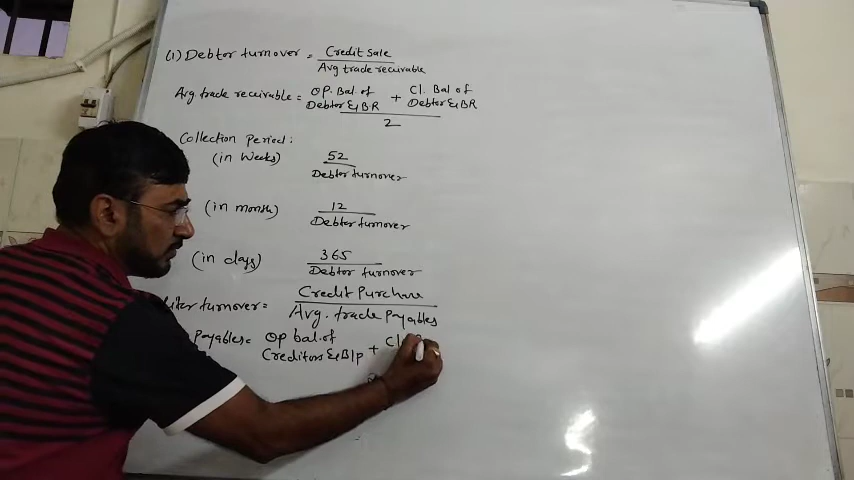 (1) Debtor turnover = Credit sale
Avg trade receivable
Avg trade receivable = OP. Bal. of Debtor & BR + Cl. Bal of Debtor & BR
2
Collection Period:
(in Weeks) 52
Debtor turnover
(in month) 12
Debtor turnover
(in days) 365
Debtor turnover
turnover = Credit Purchase
Avg. trade Payables
Payables = OP bal. of Creditors & B/p + Cl